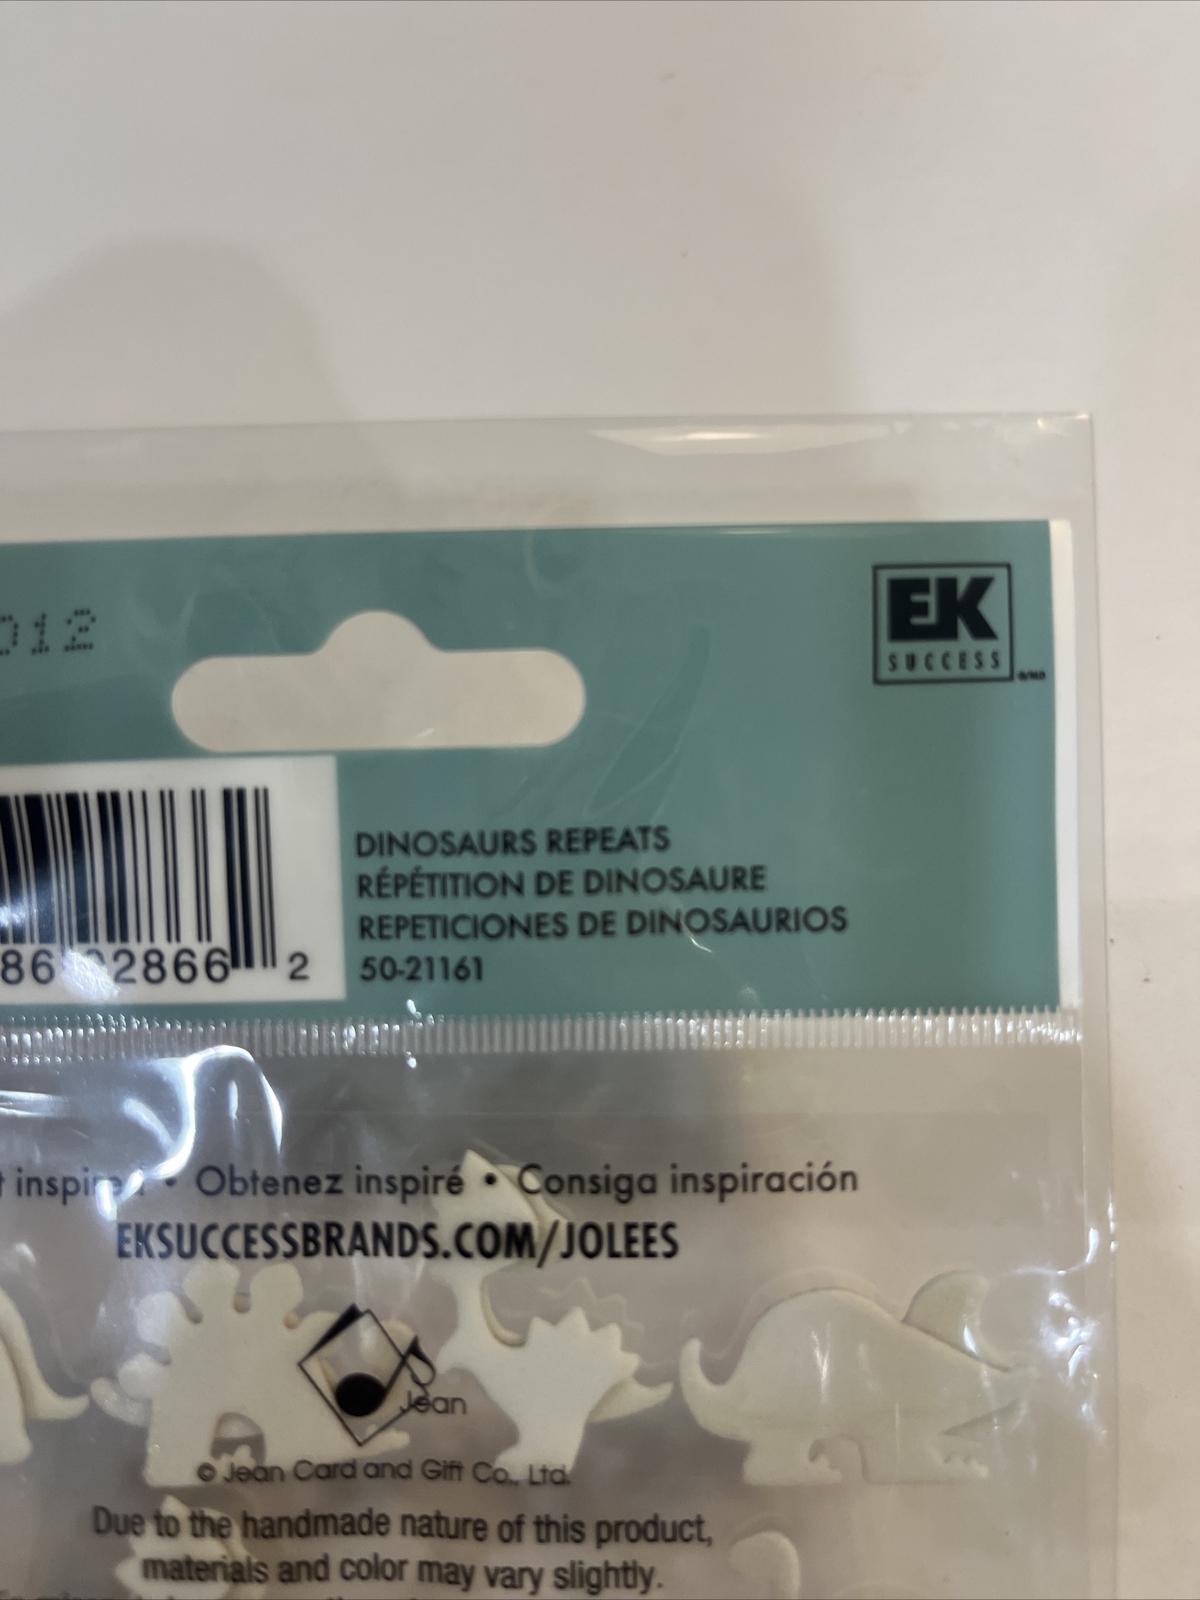 012
EK
SUCCESS
DINOSAURS REPEATS
RÉPÉTITION DE DINOSAURE
REPETICIONES DE DINOSAURIOS
50-21161
2866 2
• Obtenez inspiré • Consiga inspiración
EKSUCCESSBRANDS.COM/JOLEES
Jean
© Jean Card and Gift Co., Ltd.
Due to the handmade nature of this product,
materials and color may vary slightly.